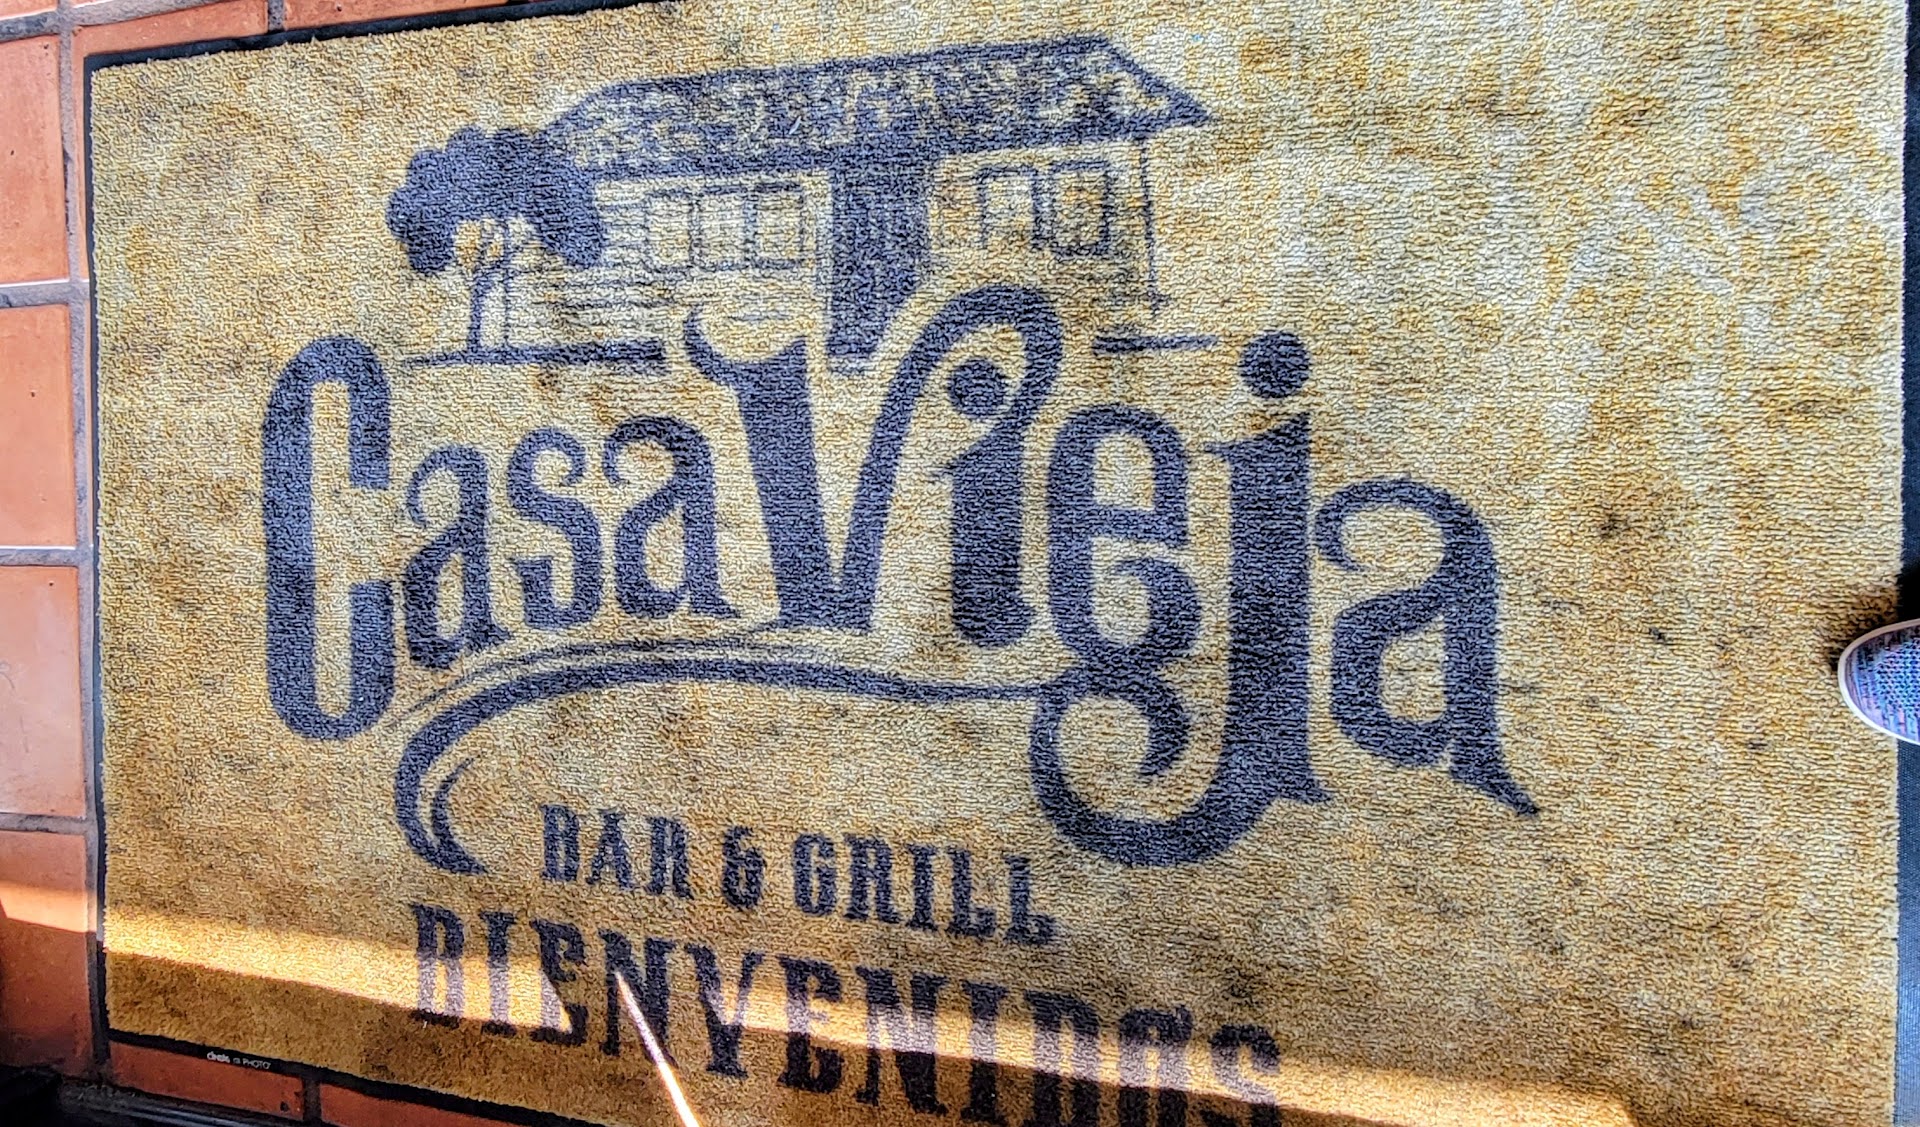 Casa Vieja
BAR & GRILL
BIENVENIDOS